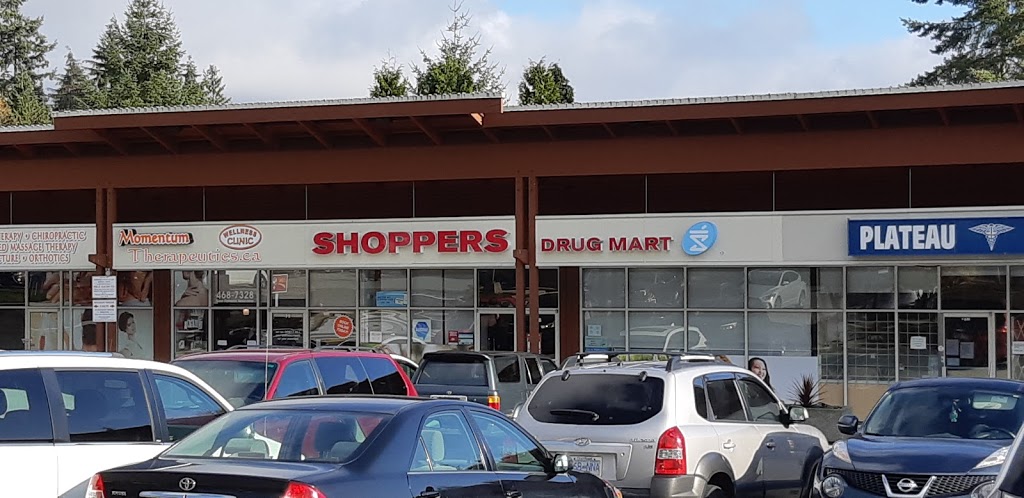 ERAPY • CHIROPRACTIC
ED MASSAGE THERAPY
CTURE • ORTHOTICS
Momentum
WELLNESS
CLINIC
Therapeutics.ca
SHOPPERS
DRUG MART
PLATEAU
468-7328